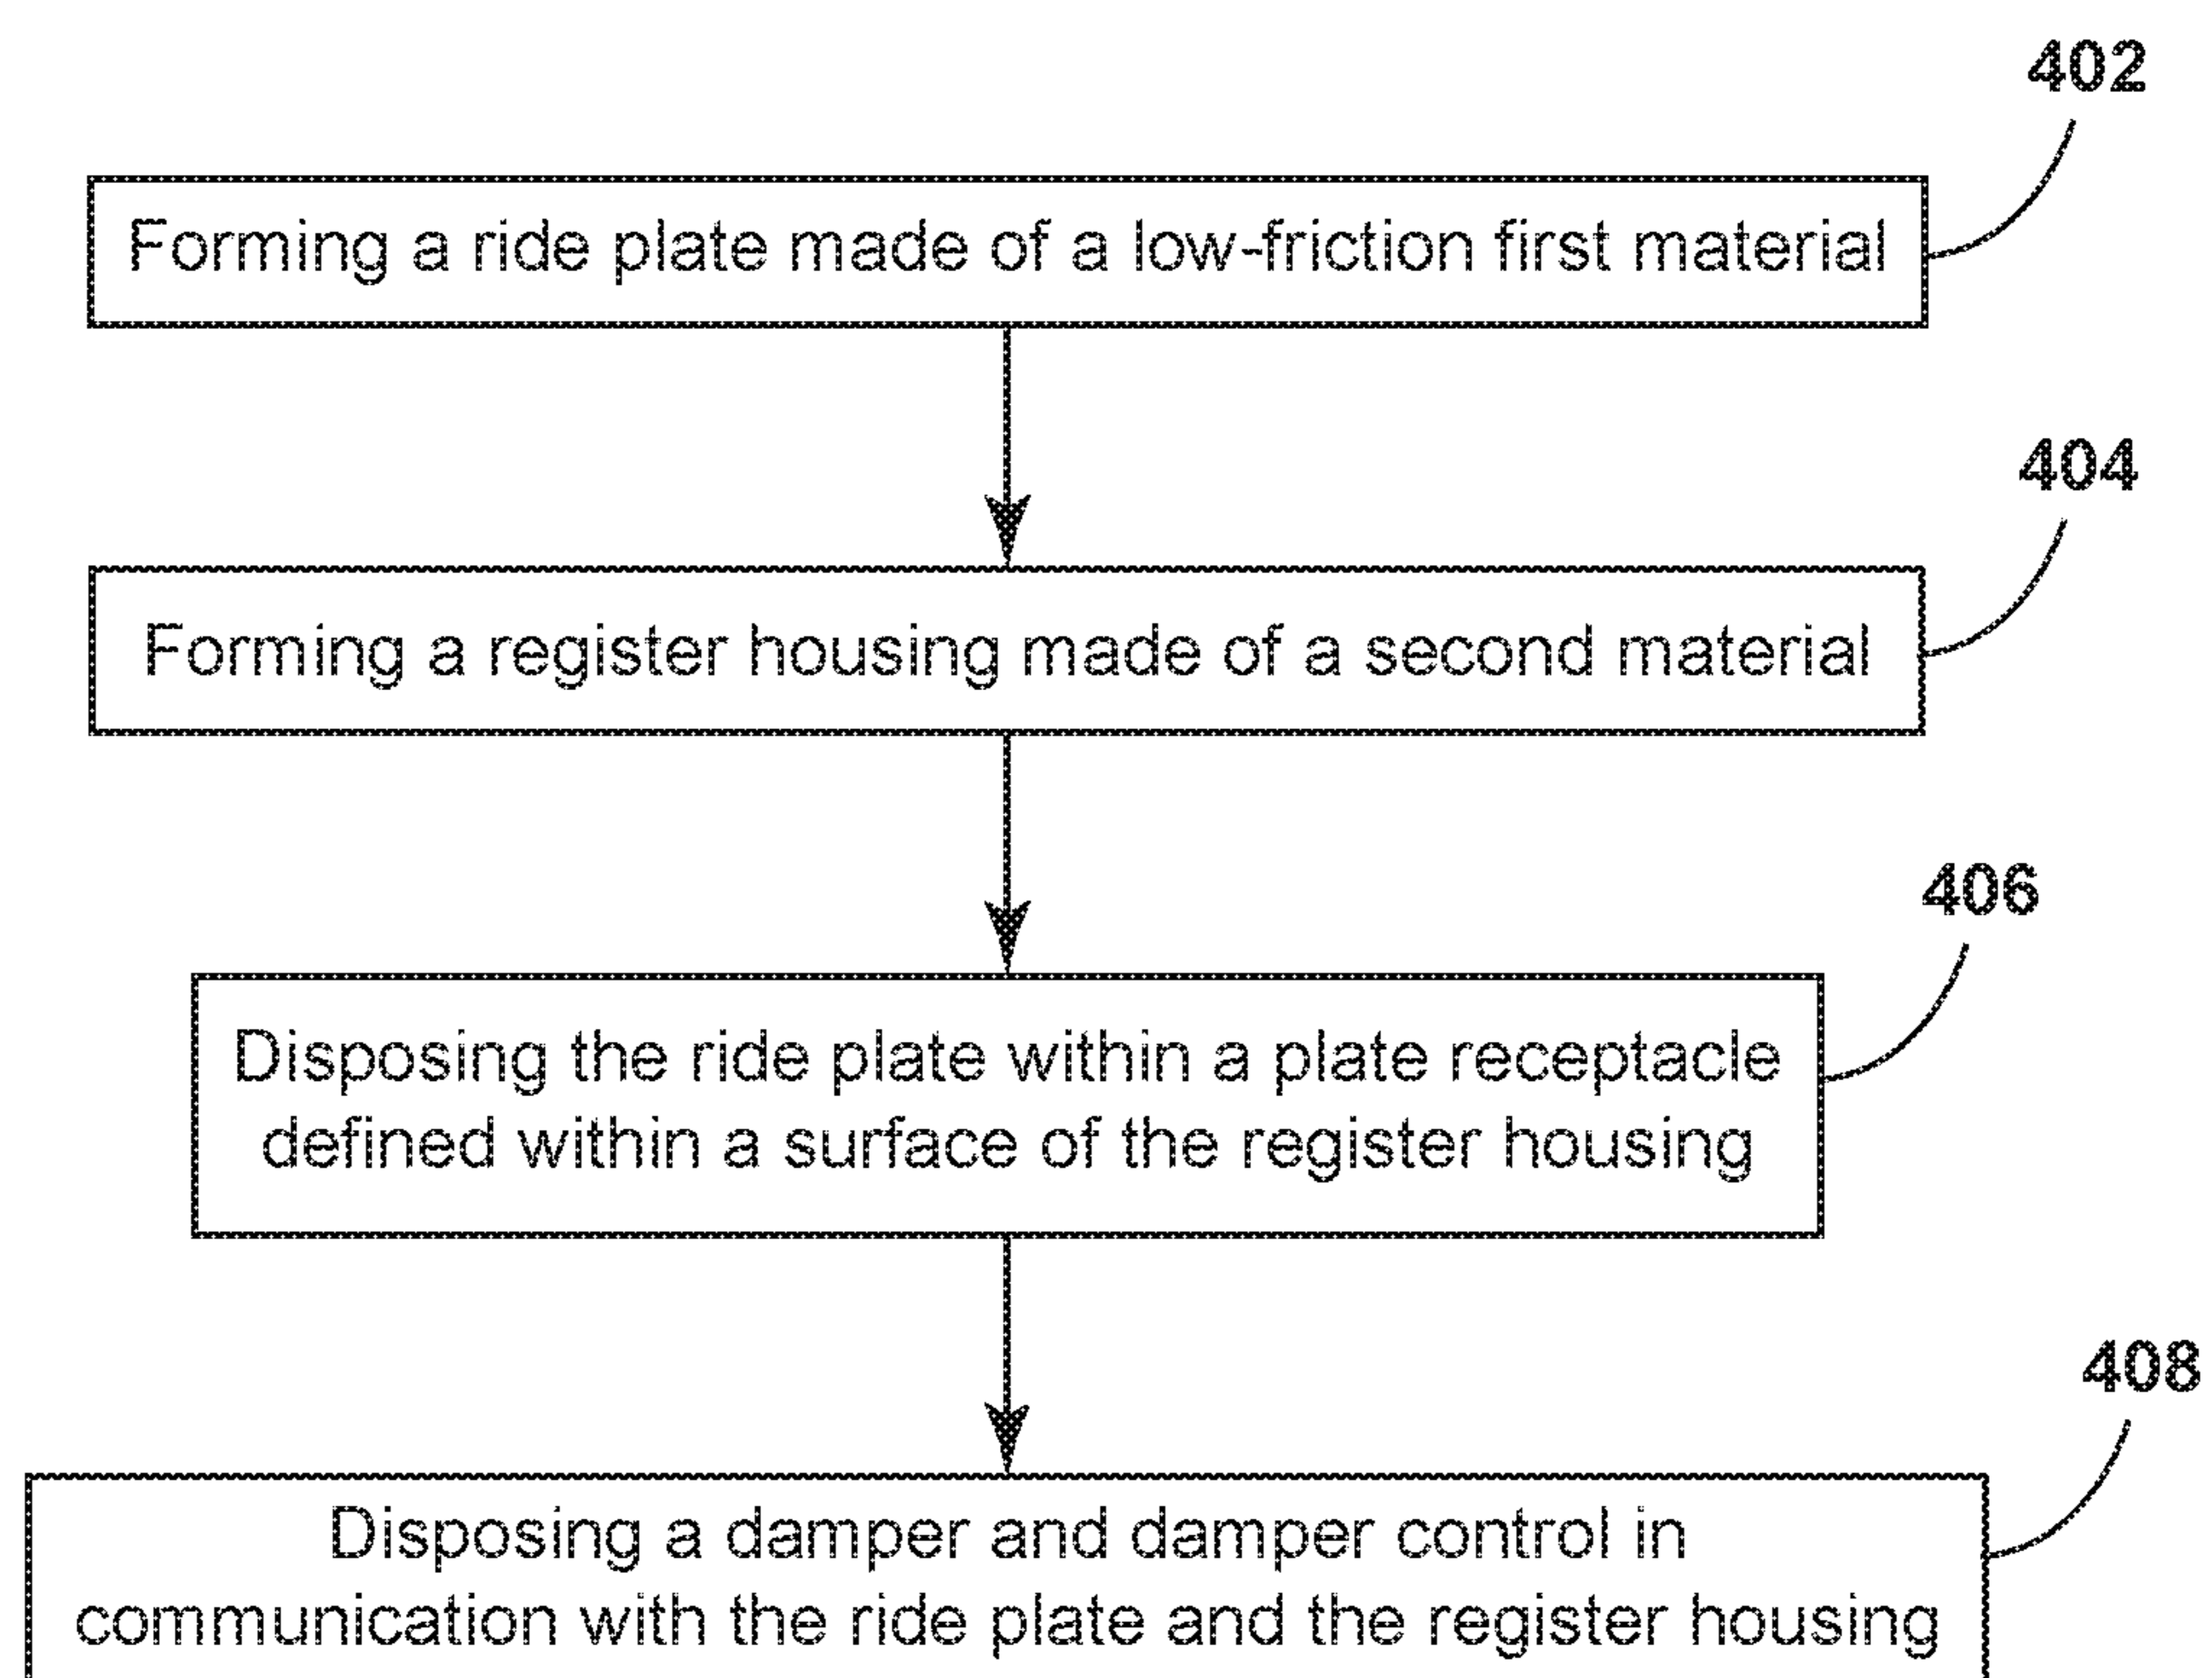 402
Forming a ride plate made of a low-friction first material
404
Forming a register housing made of a second material
406
Disposing the ride plate within a plate receptacle
defined within a surface of the register housing
408
Disposing a damper and damper control in
communication with the ride plate and the register housing